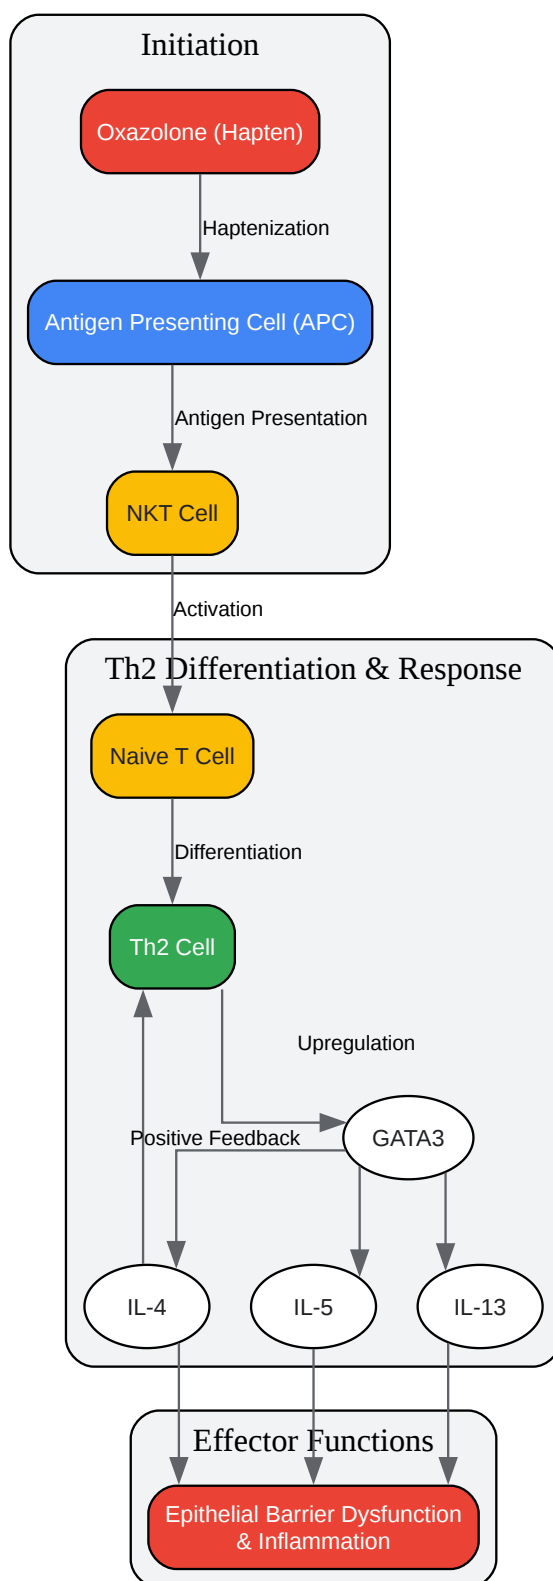 Initiation
Oxazolone (Hapten)
Haptenization
Antigen Presenting Cell (APC)
Antigen Presentation
NKT Cell
Activation
Th2 Differentiation & Response
Naive T Cell
Differentiation
Th2 Cell
Upregulation
Positive Feedback
GATA3
IL-4
IL-5
IL-13
Effector Functions
Epithelial Barrier Dysfunction
& Inflammation